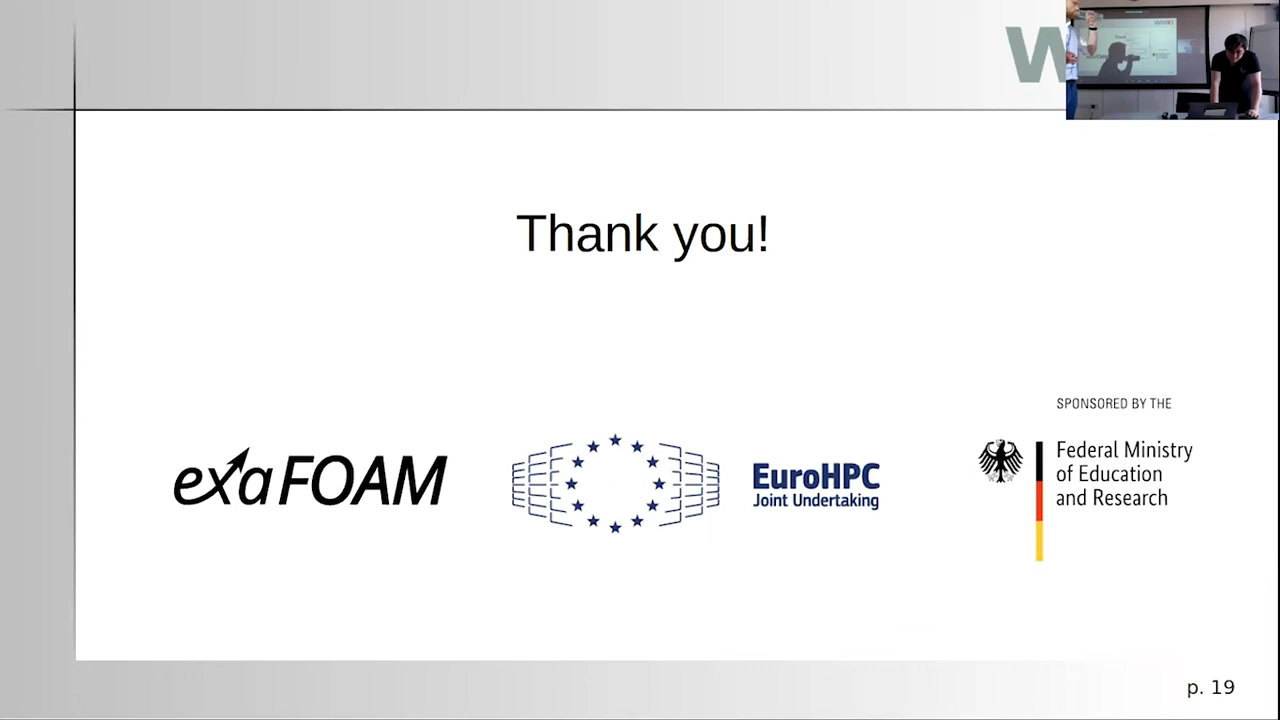 Thank you!
exaFOAM
EuroHPC
Joint Undertaking
SPONSORED BY THE
Federal Ministry
of Education
and Research
p. 19